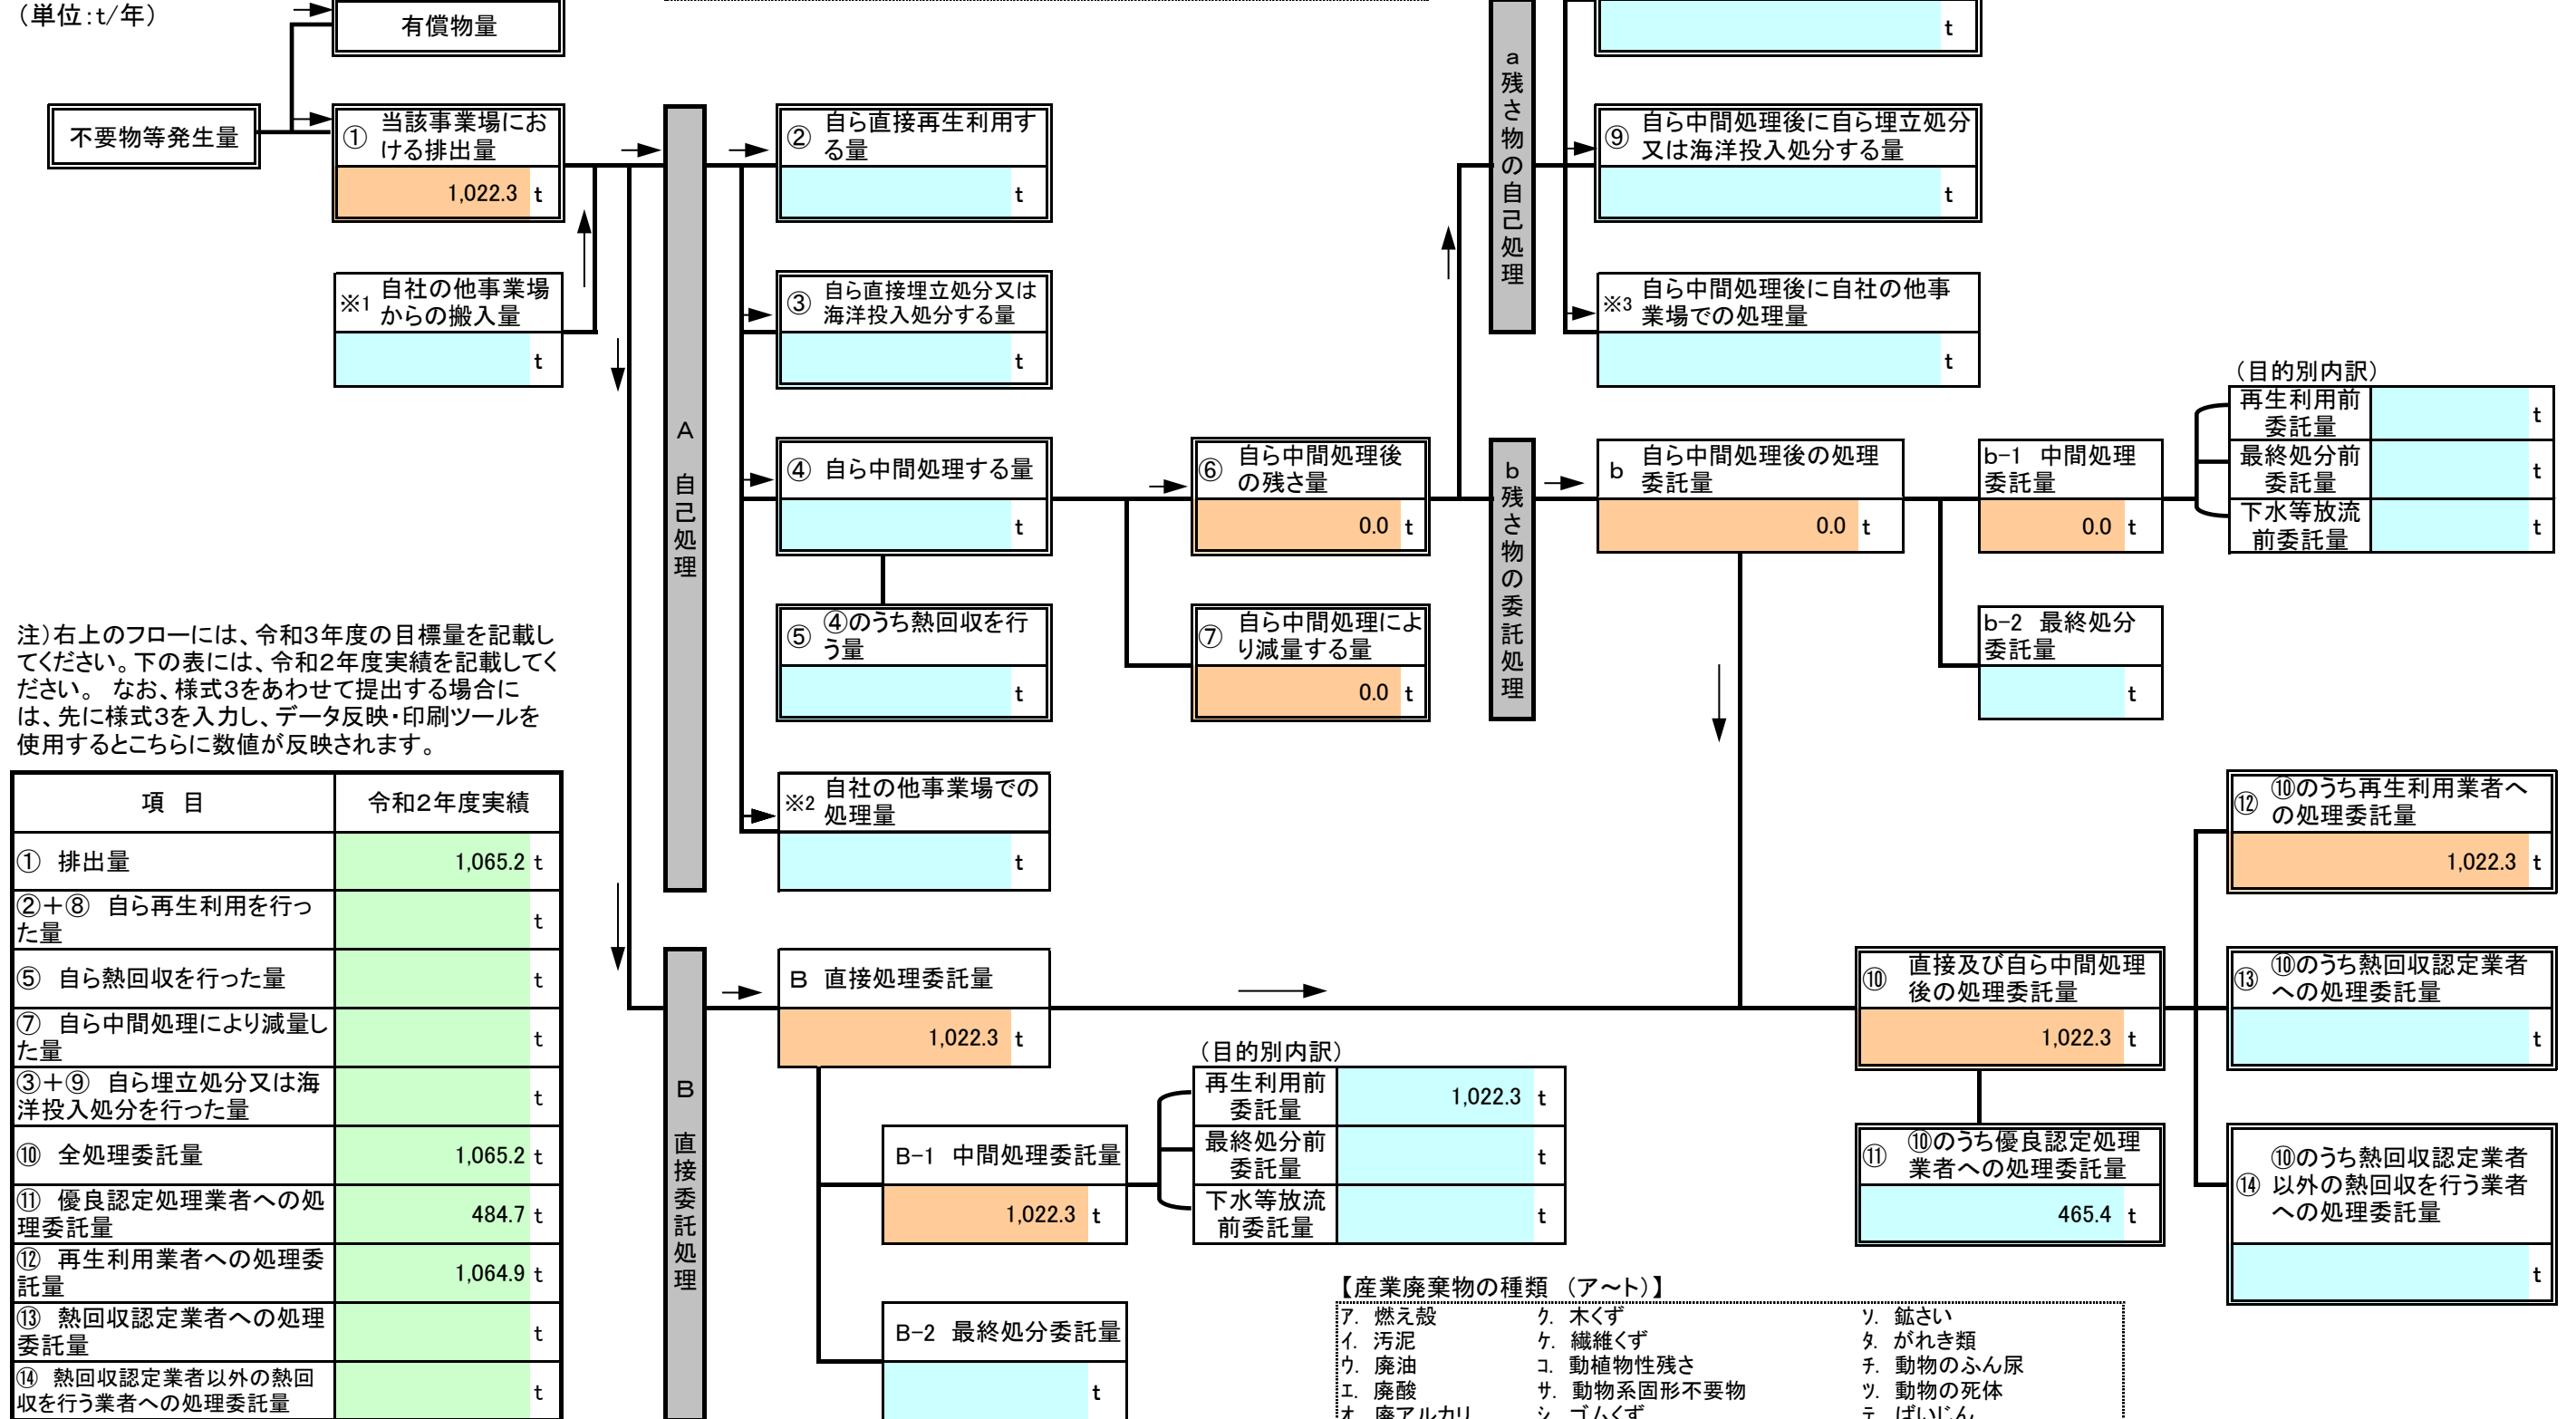 （単位：t/年）
有償物量
t
不要物等発生量
① 当該事業場にお
ける排出量
1,022.3 t
※1 自社の他事業場
からの搬入量
t
A 自己処理
② 自ら直接再生利用す
る量
t
③ 自ら直接埋立処分又は
海洋投入処分する量
t
④ 自ら中間処理する量
t
⑤ ④のうち熱回収を行
う量
t
※2 自社の他事業場での
処理量
t
⑥ 自ら中間処理後
の残さ量
0.0 t
⑦ 自ら中間処理によ
り減量する量
0.0 t
a 残さ物の自己処理
⑨ 自ら中間処理後に自ら埋立処分
又は海洋投入処分する量
t
※3 自ら中間処理後に自社の他事
業場での処理量
t
b 残さ物の委託処理
b 自ら中間処理後の処理
委託量
0.0 t
b-1 中間処理
委託量
0.0 t
b-2 最終処分
委託量
t
（目的別内訳）
再生利用前
委託量
t
最終処分前
委託量
t
下水等放流
前委託量
t
注）右上のフローには、令和3年度の目標量を記載し
てください。下の表には、令和2年度実績を記載してく
ださい。 なお、様式3をあわせて提出する場合に
は、先に様式3を入力し、データ反映・印刷ツールを
使用するとこちらに数値が反映されます。
項 目 令和2年度実績
① 排出量 1,065.2 t
②＋⑧ 自ら再生利用を行っ
た量 t
⑤ 自ら熱回収を行った量 t
⑦ 自ら中間処理により減量し
た量 t
③＋⑨ 自ら埋立処分又は海
洋投入処分を行った量 t
⑩ 全処理委託量 1,065.2 t
⑪ 優良認定処理業者への処
理委託量 484.7 t
⑫ 再生利用業者への処理委
託量 1,064.9 t
⑬ 熱回収認定業者への処理
委託量 t
⑭ 熱回収認定業者以外の熱回
収を行う業者への処理委託量 t
B 直接委託処理
B 直接処理委託量
1,022.3 t
B-1 中間処理委託量
1,022.3 t
B-2 最終処分委託量
t
（目的別内訳）
再生利用前
委託量
1,022.3 t
最終処分前
委託量
t
下水等放流
前委託量
t
⑩ 直接及び自ら中間処理
後の処理委託量
1,022.3 t
⑪ ⑩のうち優良認定処理
業者への処理委託量
465.4 t
⑫ ⑩のうち再生利用業者へ
の処理委託量
1,022.3 t
⑬ ⑩のうち熱回収認定業者
への処理委託量
t
⑭ ⑩のうち熱回収認定業者
以外の熱回収を行う業者
への処理委託量
t
【産業廃棄物の種類 （ア～ト）】
ｱ. 燃え殻 ｸ. 木くず ｿ. 鉱さい
ｲ. 汚泥 ｹ. 繊維くず ﾀ. がれき類
ｳ. 廃油 ｺ. 動植物性残さ ﾁ. 動物のふん尿
ｴ. 廃酸 ｻ. 動物系固形不要物 ﾂ. 動物の死体
ｵ. 廃アルカリ ｼ. ゴムくず ﾃ. ばいじん